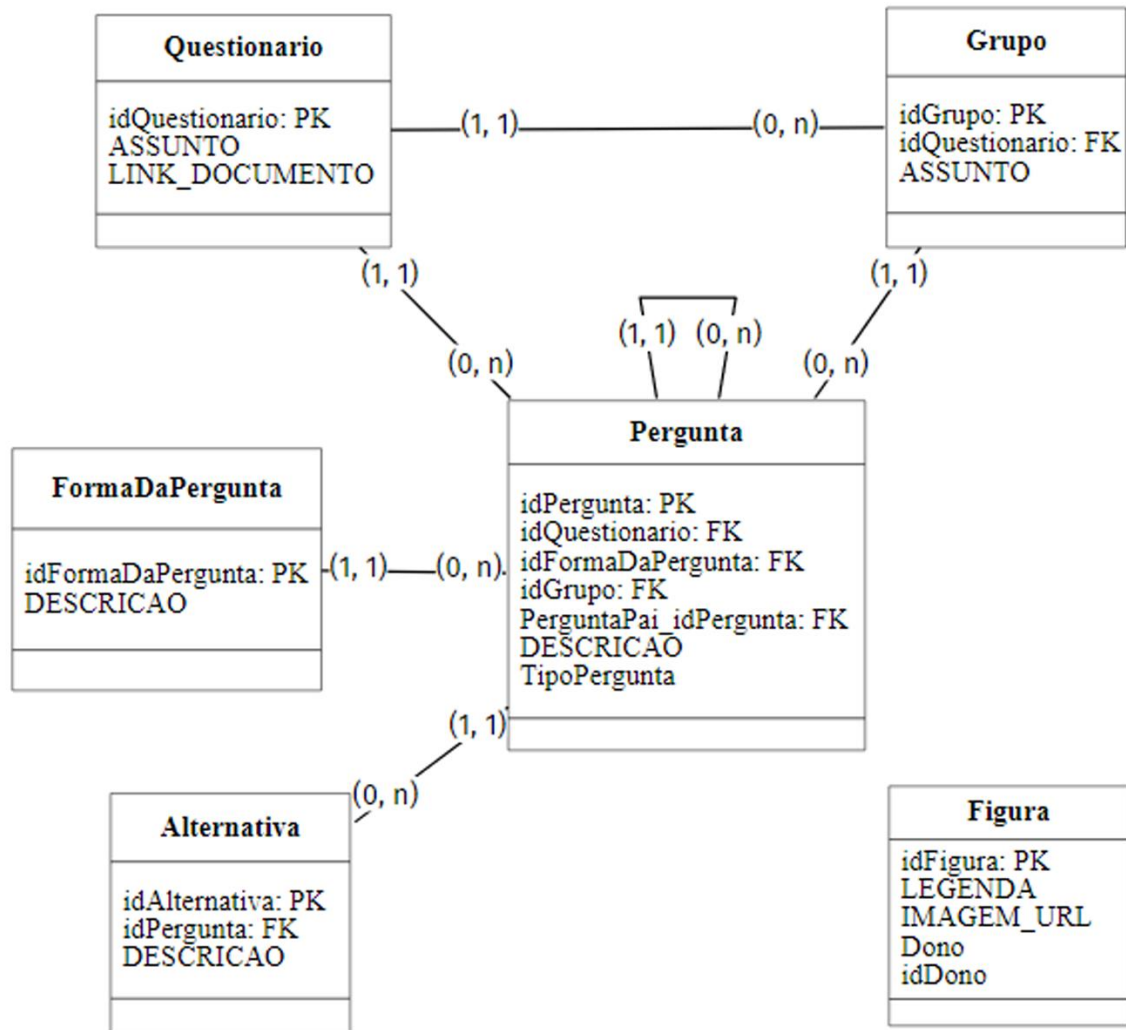 Questionario
idQuestionario: PK
ASSUNTO
LINK_DOCUMENTO
(1, 1)
(0, n)
Grupo
idGrupo: PK
idQuestionario: FK
ASSUNTO
(1, 1)
(0, n)
(1, 1)
(0, n)
(1, 1) (0, n)
Pergunta
idPergunta: PK
idQuestionario: FK
idFormaDaPergunta: FK
idGrupo: FK
PerguntaPai_idPergunta: FK
DESCRICAO
TipoPergunta
FormaDaPergunta
idFormaDaPergunta: PK
DESCRICAO
(1, 1)
(0, n)
(1, 1)
(0, n)
Alternativa
idAlternativa: PK
idPergunta: FK
DESCRICAO
Figura
idFigura: PK
LEGENDA
IMAGEM_URL
Dono
idDono